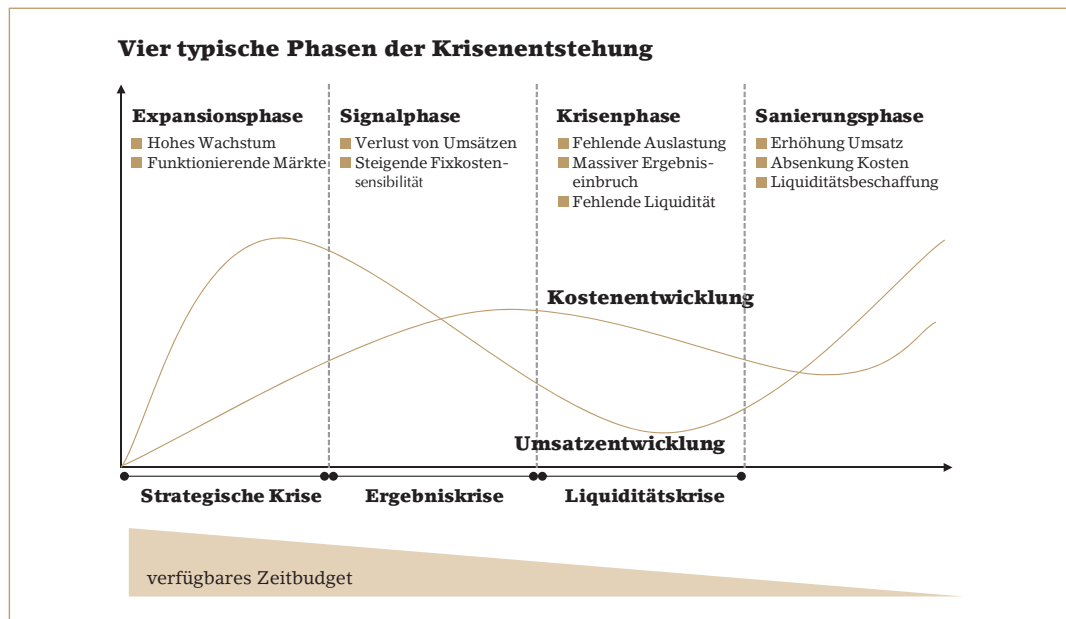 Vier typische Phasen der Krisenentstehung
Expansionsphase
Hohes Wachstum
Funktionierende Märkte
Signalphase
Verlust von Umsätzen
Steigende Fixkosten-
sensibilität
Krisenphase
Fehlende Auslastung
Massiver Ergebnis-
einbruch
Fehlende Liquidität
Sanierungsphase
Erhöhung Umsatz
Absenkung Kosten
Liquiditätsbeschaffung
Kostenentwicklung
Umsatzentwicklung
Strategische Krise
Ergebniskrise
Liquiditätskrise
verfügbares Zeitbudget